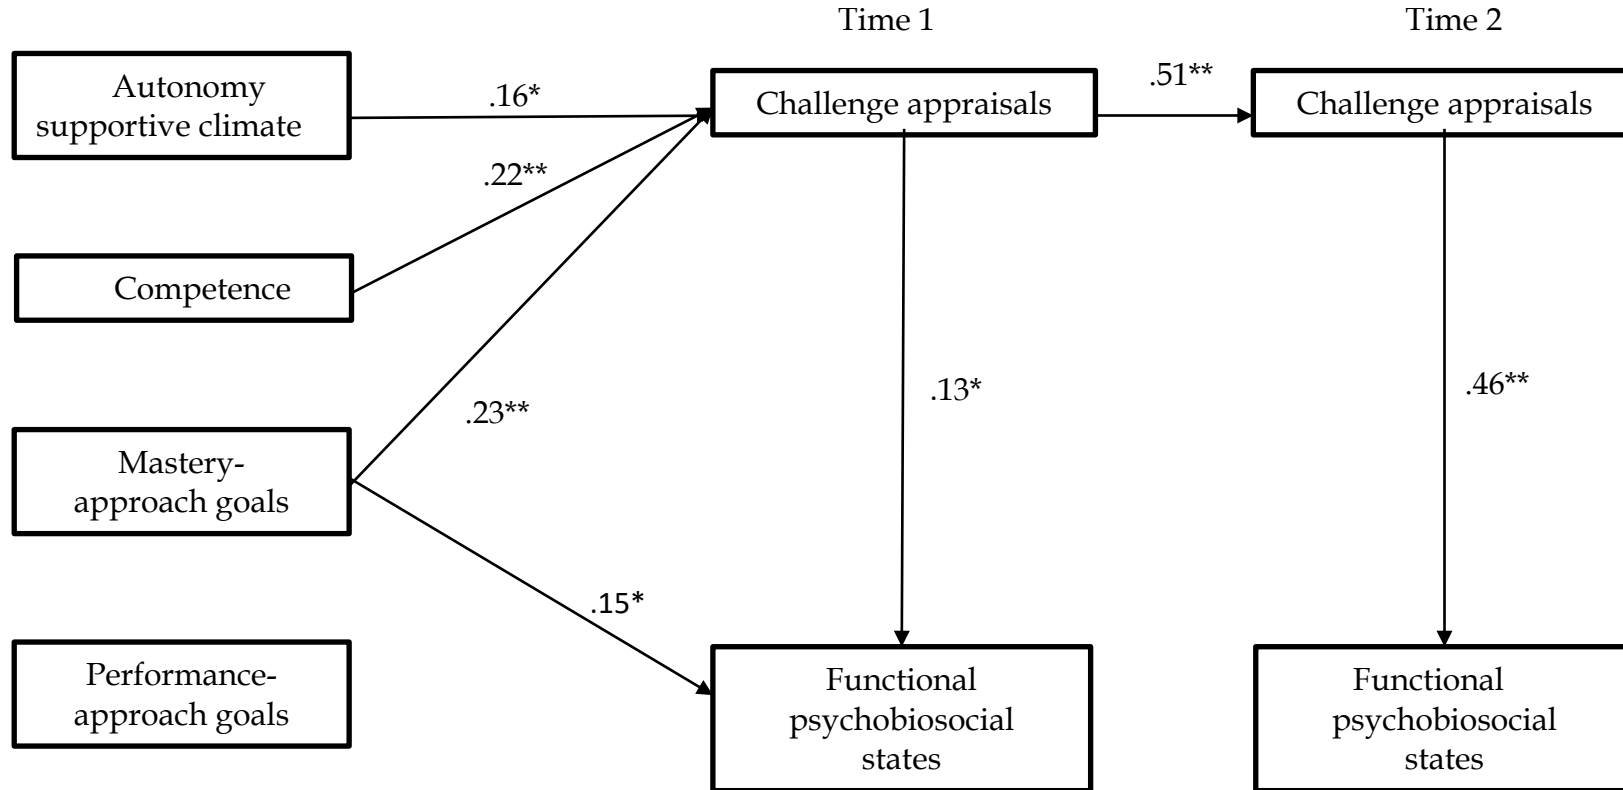 Time 1
Time 2
Autonomy
supportive climate
.16*
Challenge appraisals
.51**
Challenge appraisals
.22**
Competence
.23**
.13*
.46**
Mastery-
approach goals
.15*
Performance-
approach goals
Functional
psychobiosocial
states
Functional
psychobiosocial
states